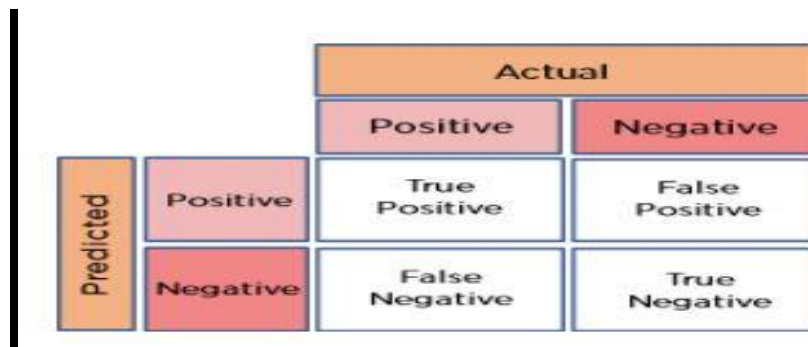 Actual
Positive
Negative
Predicted
Positive
True
Positive
False
Positive
Negative
False
Negative
True
Negative